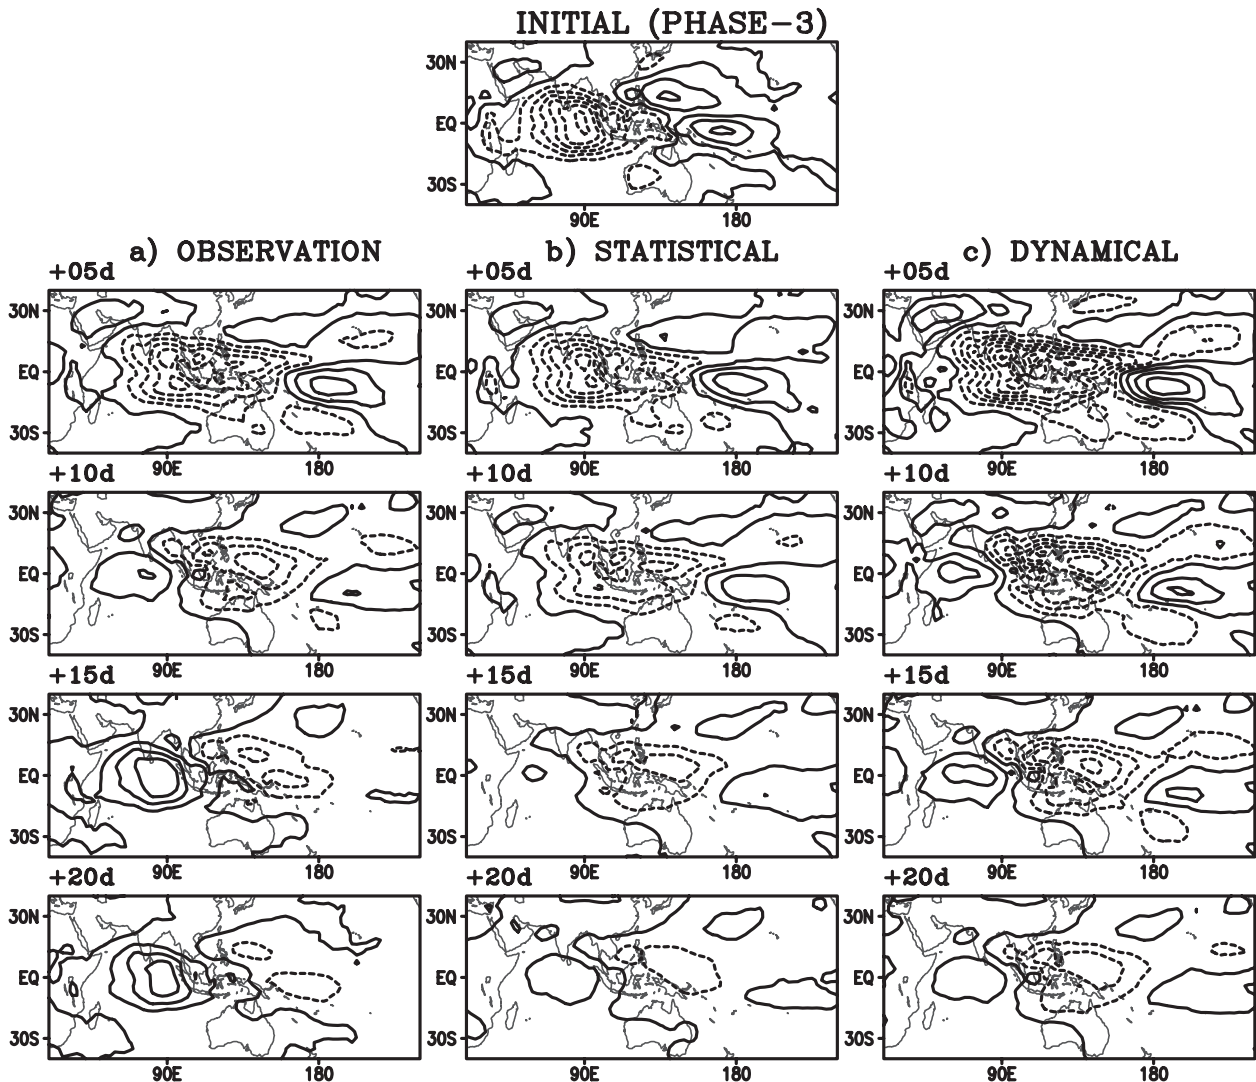 INITIAL (PHASE-3)
30N
EQ
30S
90E 180
a) OBSERVATION b) STATISTICAL c) DYNAMICAL
+05d +05d +05d
30N 30N 30N
EQ EQ EQ
30S 30S 30S
90E 180 90E 180 90E 180
+10d +10d +10d
30N 30N 30N
EQ EQ EQ
30S 30S 30S
90E 180 90E 180 90E 180
+15d +15d +15d
30N 30N 30N
EQ EQ EQ
30S 30S 30S
90E 180 90E 180 90E 180
+20d +20d +20d
30N 30N 30N
EQ EQ EQ
30S 30S 30S
90E 180 90E 180 90E 180